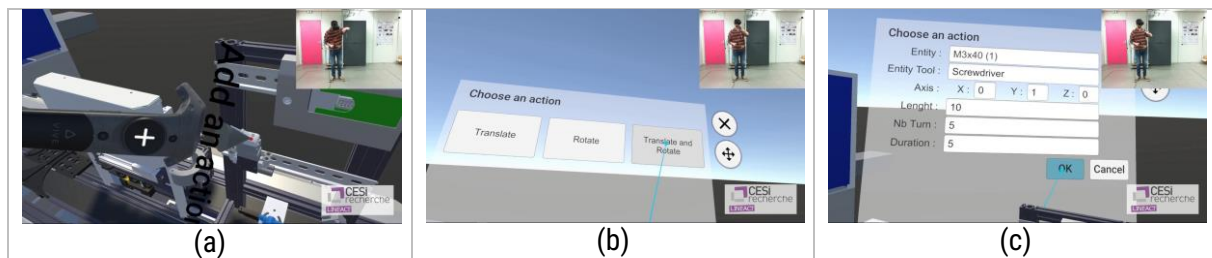 Add an action
VIVE
CESI
recherche
LINEACT
(a)
Choose an action
Translate
Rotate
Translate and
Rotate
CESI
recherche
LINEACT
(b)
Choose an action
Entity : M3x40 (1)
Entity Tool : Screwdriver
Axis : X : 0 Y : 1 Z : 0
Lenght : 10
Nb Turn : 5
Duration : 5
OK Cancel
CESI
recherche
LINEACT
(c)